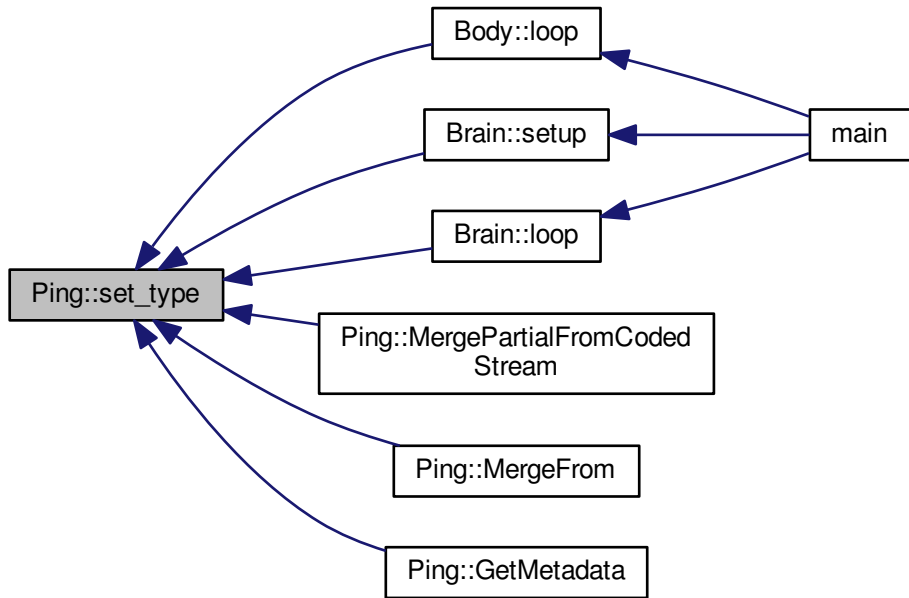 Body::loop
Brain::setup
main
Brain::loop
Ping::set_type
Ping::MergePartialFromCoded
Stream
Ping::MergeFrom
Ping::GetMetadata